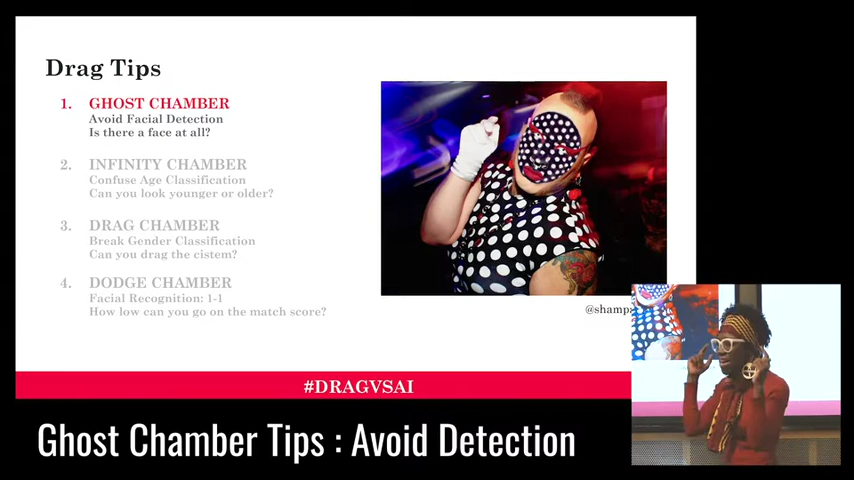 Drag Tips
1. GHOST CHAMBER
Avoid Facial Detection
Is there a face at all?
2. INFINITY CHAMBER
Confuse Age Classification
Can you look younger or older?
3. DRAG CHAMBER
Break Gender Classification
Can you drag the cistem?
4. DODGE CHAMBER
Facial Recognition: 1-1
How low can you go on the match score?
#DRAGVSAI
Ghost Chamber Tips : Avoid Detection